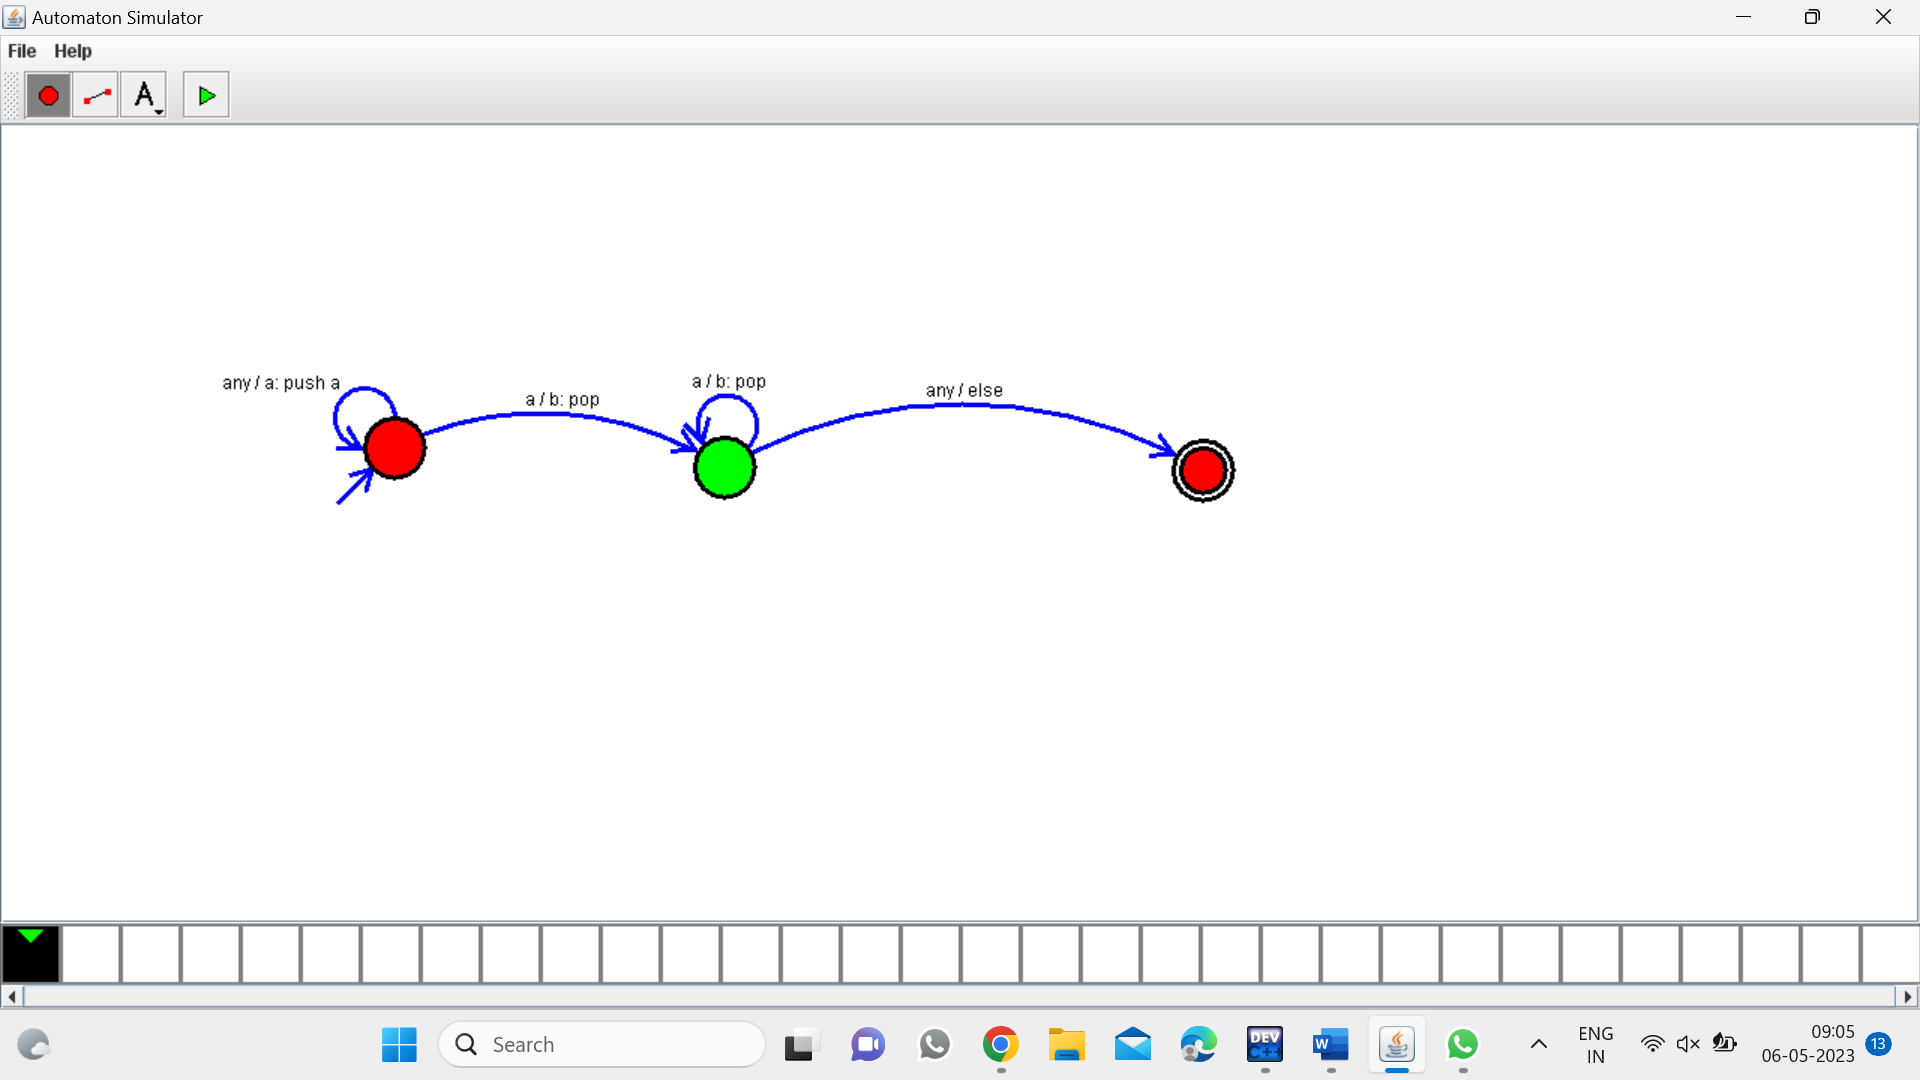 Automaton Simulator
File Help
A
any / a: push a
a / b: pop
a / b: pop
any / else
Search
DEV
C++
W
ENG
IN
09:05
06-05-2023
13